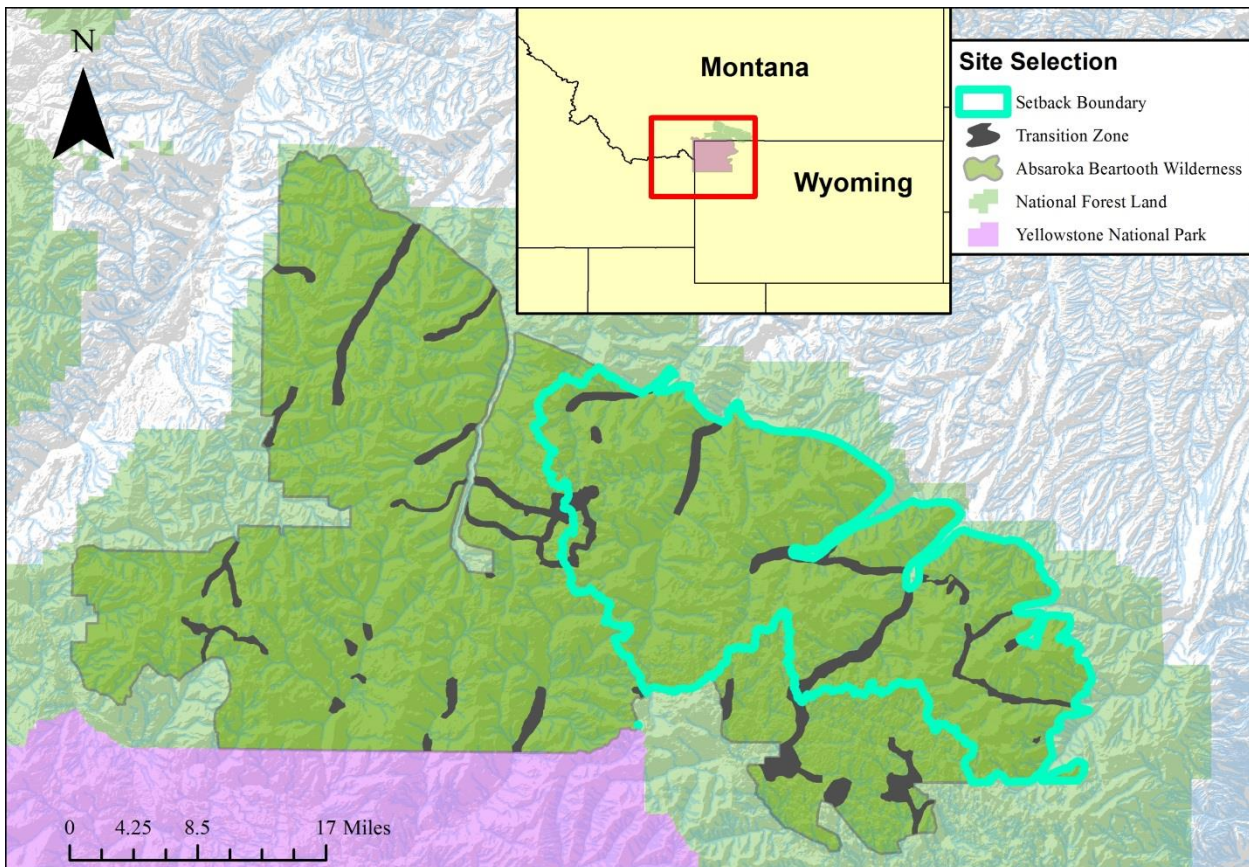 N
Montana
Wyoming
Site Selection
Setback Boundary
Transition Zone
Absaroka Beartooth Wilderness
National Forest Land
Yellowstone National Park
0 4.25 8.5 17 Miles